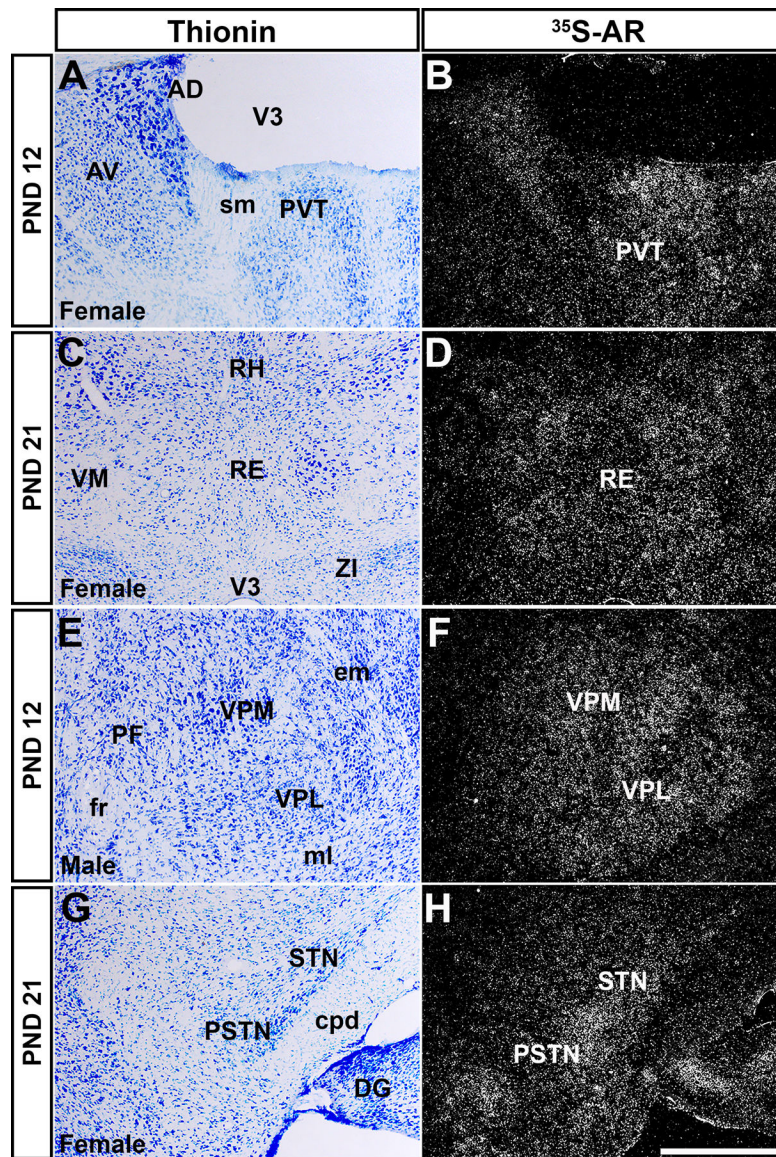 Thionin
³⁵S-AR
PND 12
A
AD
V3
AV
sm
PVT
Female
B
PVT
PND 21
C
RH
VM
RE
ZI
Female
V3
D
RE
PND 12
E
em
VPM
PF
VPL
fr
Male
ml
F
VPM
VPL
PND 21
G
STN
PSTN
cpd
DG
Female
H
STN
PSTN